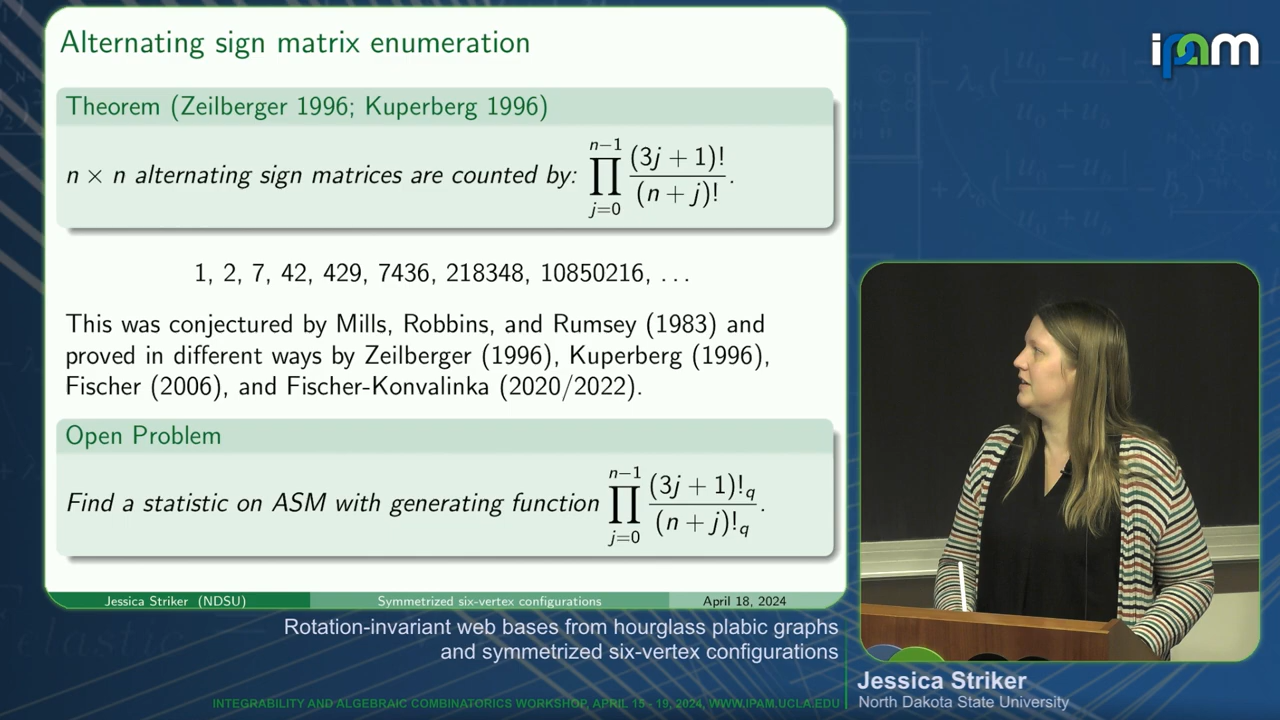 Alternating sign matrix enumeration
ipam
Theorem (Zeilberger 1996; Kuperberg 1996)
n × n alternating sign matrices are counted by: ∏_{j=0}^{n−1} (3j + 1)! / (n + j)! .
1, 2, 7, 42, 429, 7436, 218348, 10850216, . . .
This was conjectured by Mills, Robbins, and Rumsey (1983) and
proved in different ways by Zeilberger (1996), Kuperberg (1996),
Fischer (2006), and Fischer-Konvalinka (2020/2022).
Open Problem
Find a statistic on ASM with generating function ∏_{j=0}^{n−1} (3j + 1)!_q / (n + j)!_q .
Jessica Striker (NDSU) Symmetrized six-vertex configurations April 18, 2024
Rotation-invariant web bases from hourglass plabic graphs
and symmetrized six-vertex configurations
Jessica Striker
North Dakota State University
INTEGRABILITY AND ALGEBRAIC COMBINATORICS WORKSHOP, APRIL 15 - 19, 2024, WWW.IPAM.UCLA.EDU